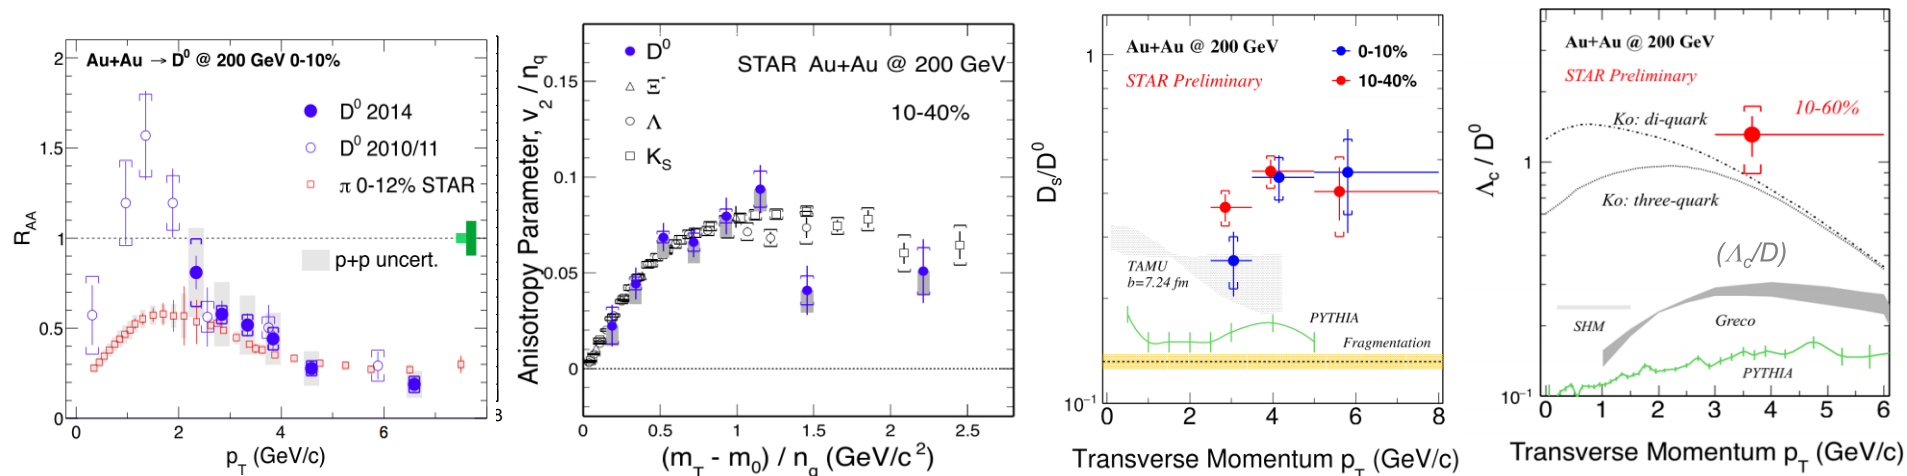 Au+Au → D⁰ @ 200 GeV 0-10%
D⁰ 2014
D⁰ 2010/11
π 0-12% STAR
p+p uncert.
R_AA
2
1.5
1
0.5
0
0 2 4 6
p_T (GeV/c)
8
D⁰
Ξ⁻
Λ
K_S
STAR Au+Au @ 200 GeV
10-40%
Anisotropy Parameter, v₂ / n_q
0.15
0.1
0.05
0
0 0.5 1 1.5 2 2.5
(m_T - m₀) / n_q (GeV/c²)
Au+Au @ 200 GeV
STAR Preliminary
0-10%
10-40%
D_s/D⁰
1
10⁻¹
TAMU
b=7.24 fm
PYTHIA
Fragmentation
0 2 4 6 8
Transverse Momentum p_T (GeV/c)
Au+Au @ 200 GeV
STAR Preliminary
10-60%
Ko: di-quark
Ko: three-quark
(Λ_c/D)
SHM
Greco
PYTHIA
Λ_c / D⁰
1
10⁻¹
0 1 2 3 4 5 6
Transverse Momentum p_T (GeV/c)